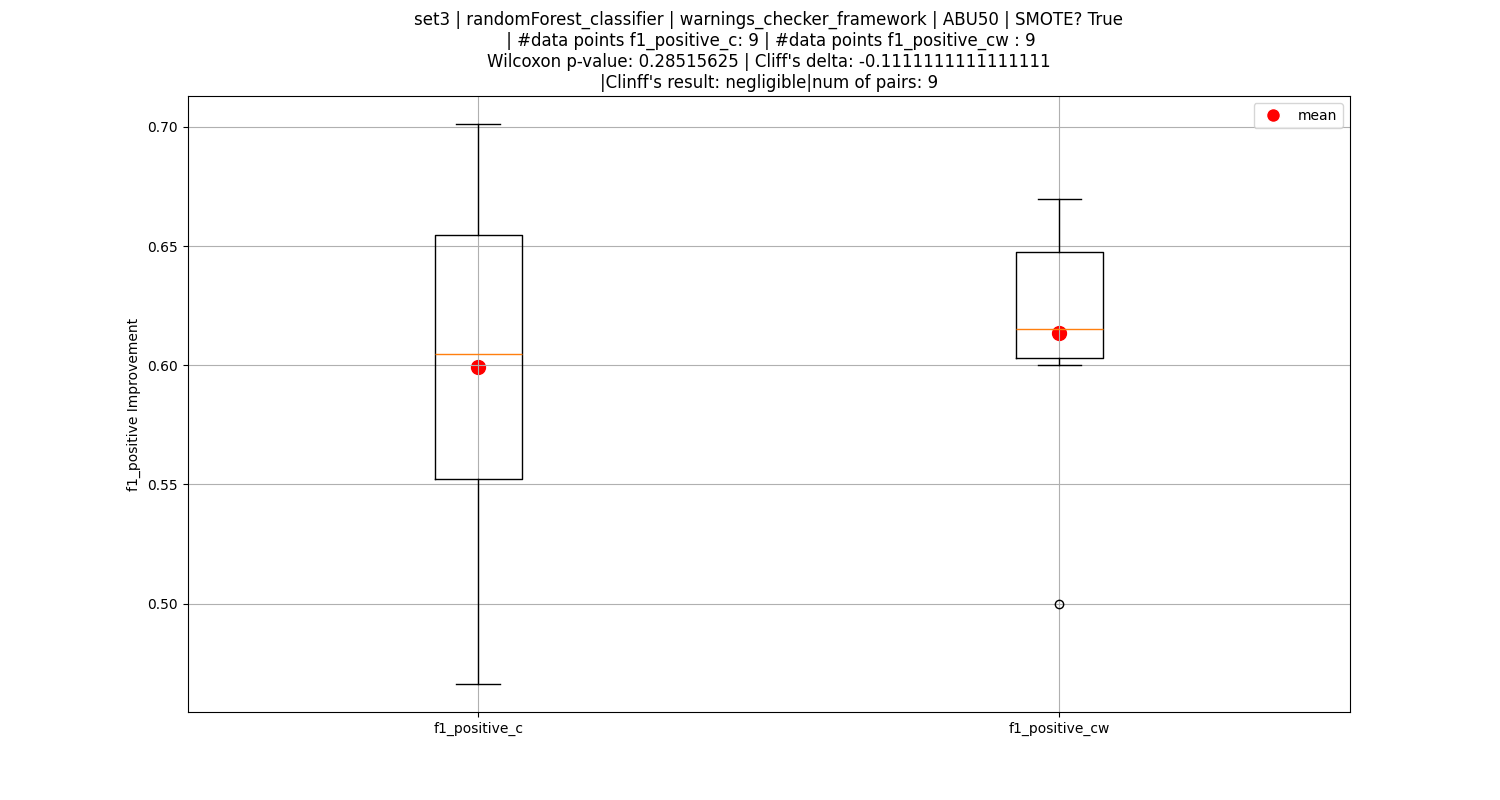 set3 | randomForest_classifier | warnings_checker_framework | ABU50 | SMOTE? True
| #data points f1_positive_c: 9 | #data points f1_positive_cw : 9
Wilcoxon p-value: 0.28515625 | Cliff's delta: -0.1111111111111111
|Clinff's result: negligible|num of pairs: 9
mean
0.70
0.65
0.60
0.55
0.50
f1_positive Improvement
f1_positive_c
f1_positive_cw